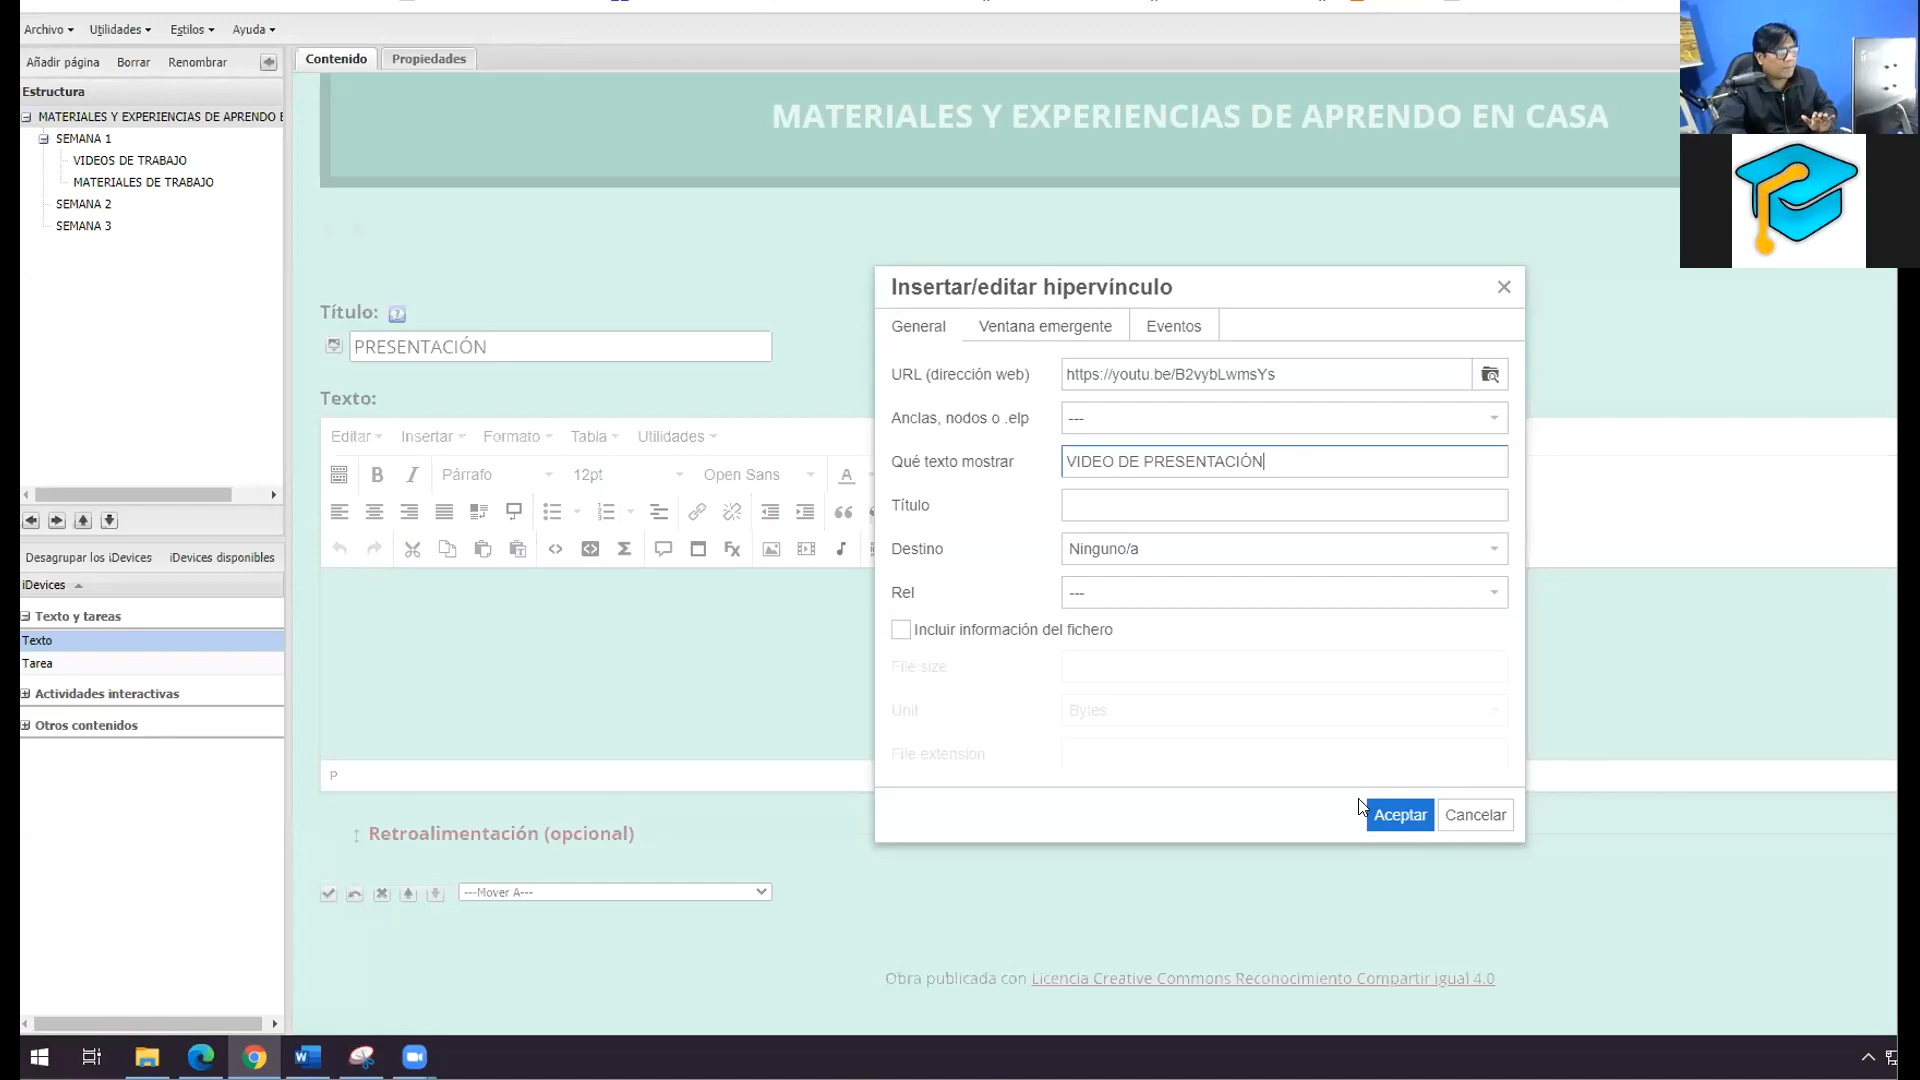 Archivo
Utilidades
Estilos
Ayuda
Añadir página
Borrar
Renombrar
Contenido
Propiedades
Estructura
MATERIALES Y EXPERIENCIAS DE APRENDO E
SEMANA 1
VIDEOS DE TRABAJO
MATERIALES DE TRABAJO
SEMANA 2
SEMANA 3
MATERIALES Y EXPERIENCIAS DE APRENDO EN CASA
Título:
PRESENTACIÓN
Texto:
Editar
Insertar
Formato
Tabla
Utilidades
B
I
Párrafo
12pt
Open Sans
A
P
Retroalimentación (opcional)
---Mover A---
Insertar/editar hipervínculo
General
Ventana emergente
Eventos
URL (dirección web)
https://youtu.be/B2vybLwmsYs
Anclas, nodos o .elp
---
Qué texto mostrar
VIDEO DE PRESENTACIÓN
Título
Destino
Ninguno/a
Rel
---
Incluir información del fichero
File size
Unit
Bytes
File extension
Aceptar
Cancelar
Desagrupar los iDevices
iDevices disponibles
iDevices
Texto y tareas
Texto
Tarea
Actividades interactivas
Otros contenidos
Obra publicada con Licencia Creative Commons Reconocimiento Compartir igual 4.0